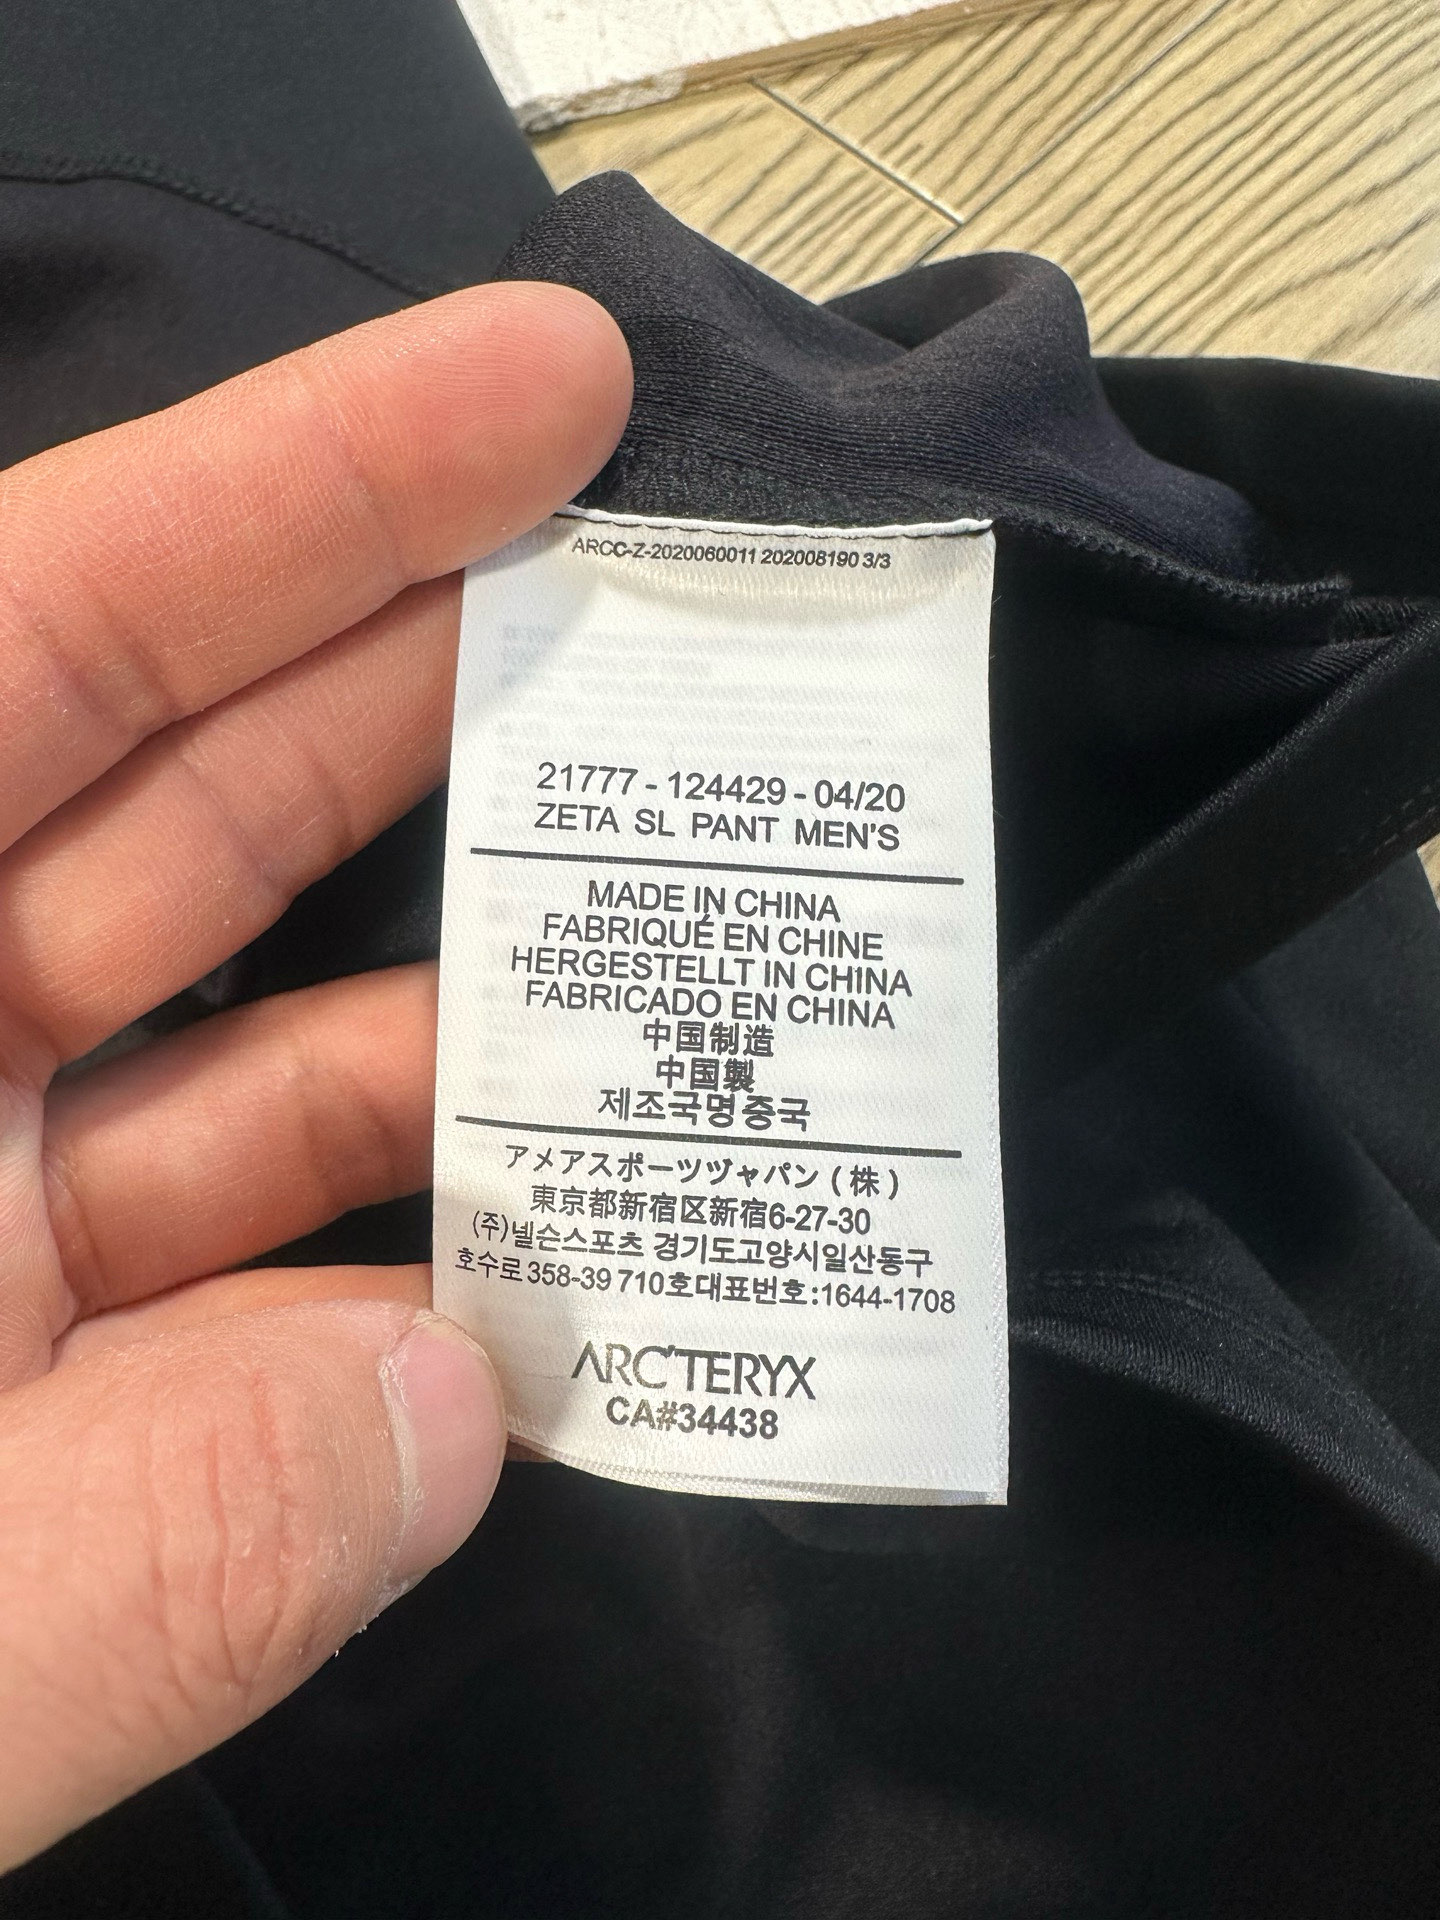 ARCC-Z-2020060011 202008190 3/3
21777 - 124429 - 04/20
ZETA SL PANT MEN'S
MADE IN CHINA
FABRIQUÉ EN CHINE
HERGESTELLT IN CHINA
FABRICADO EN CHINA
中国制造
中国製
제조국명 중국
アメアスポーツヅャパン ( 株 )
東京都新宿区新宿6-27-30
(주)넬슨스포츠 경기도고양시일산동구
호수로 358-39 710호대표번호:1644-1708
ARC'TERYX
CA#34438